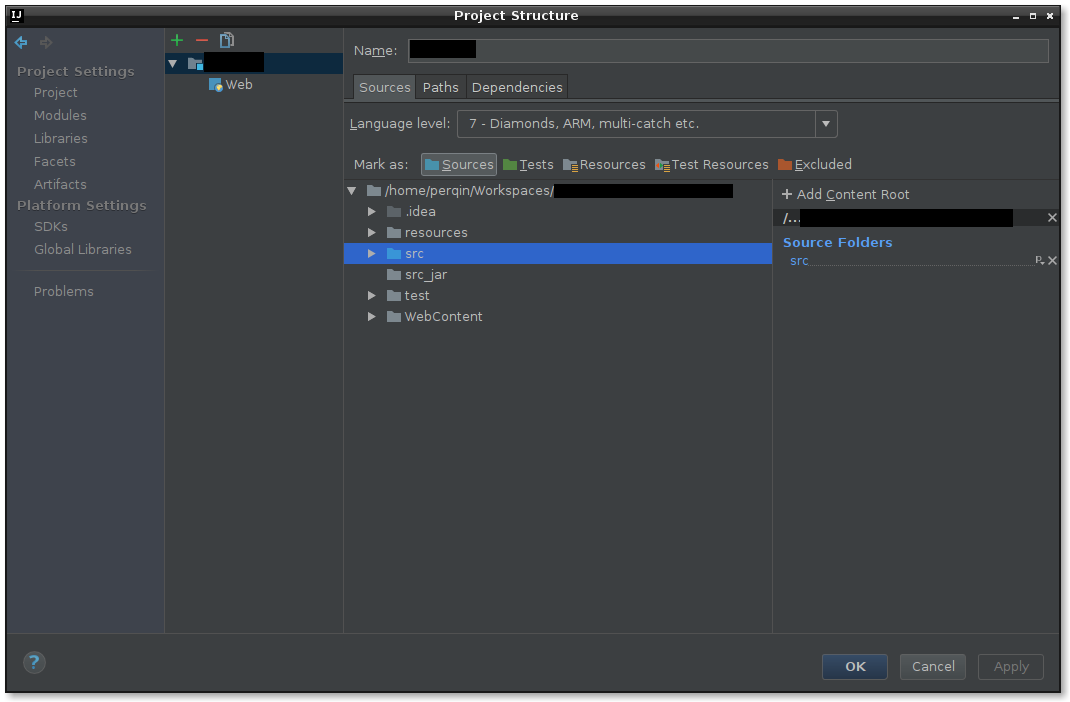 IJ
Project Structure
Project Settings
Project
Modules
Libraries
Facets
Artifacts
Platform Settings
SDKs
Global Libraries
Problems
Web
Name:
Sources Paths Dependencies
Language level: 7 - Diamonds, ARM, multi-catch etc.
Mark as: Sources Tests Resources Test Resources Excluded
/home/perqin/Workspaces/
.idea
resources
src
src_jar
test
WebContent
+ Add Content Root
/...
Source Folders
src
P
?
OK Cancel Apply